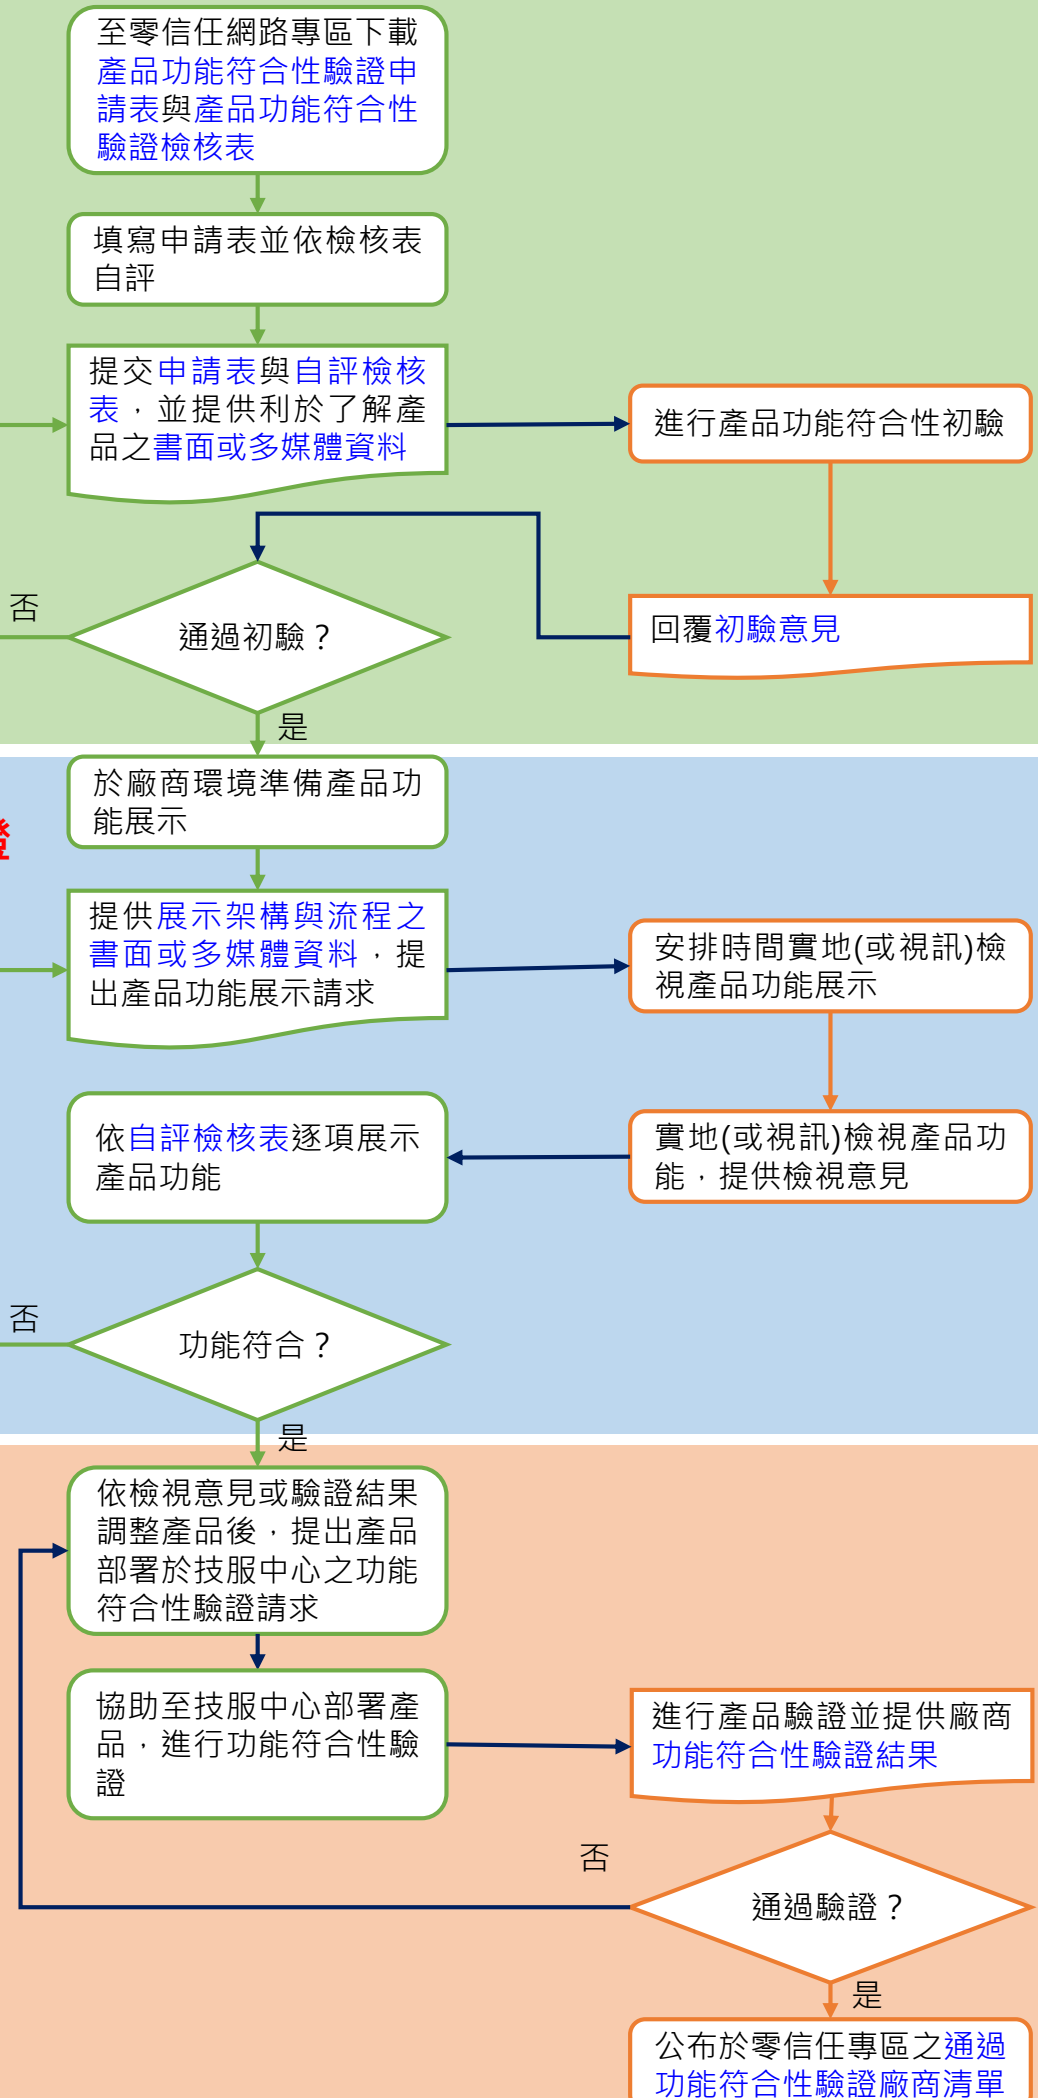 至零信任網路專區下載
產品功能符合性驗證申
請表與產品功能符合性
驗證檢核表
填寫申請表並依檢核表
自評
提交申請表與自評檢核
表，並提供利於了解產
品之書面或多媒體資料
進行產品功能符合性初驗
否
通過初驗？
回覆初驗意見
是
於廠商環境準備產品功
能展示
證
提供展示架構與流程之
書面或多媒體資料，提
出產品功能展示請求
安排時間實地(或視訊)檢
視產品功能展示
依自評檢核表逐項展示
產品功能
實地(或視訊)檢視產品功
能，提供檢視意見
否
功能符合？
是
依檢視意見或驗證結果
調整產品後，提出產品
部署於技服中心之功能
符合性驗證請求
協助至技服中心部署產
品，進行功能符合性驗
證
進行產品驗證並提供廠商
功能符合性驗證結果
否
通過驗證？
是
公布於零信任專區之通過
功能符合性驗證廠商清單